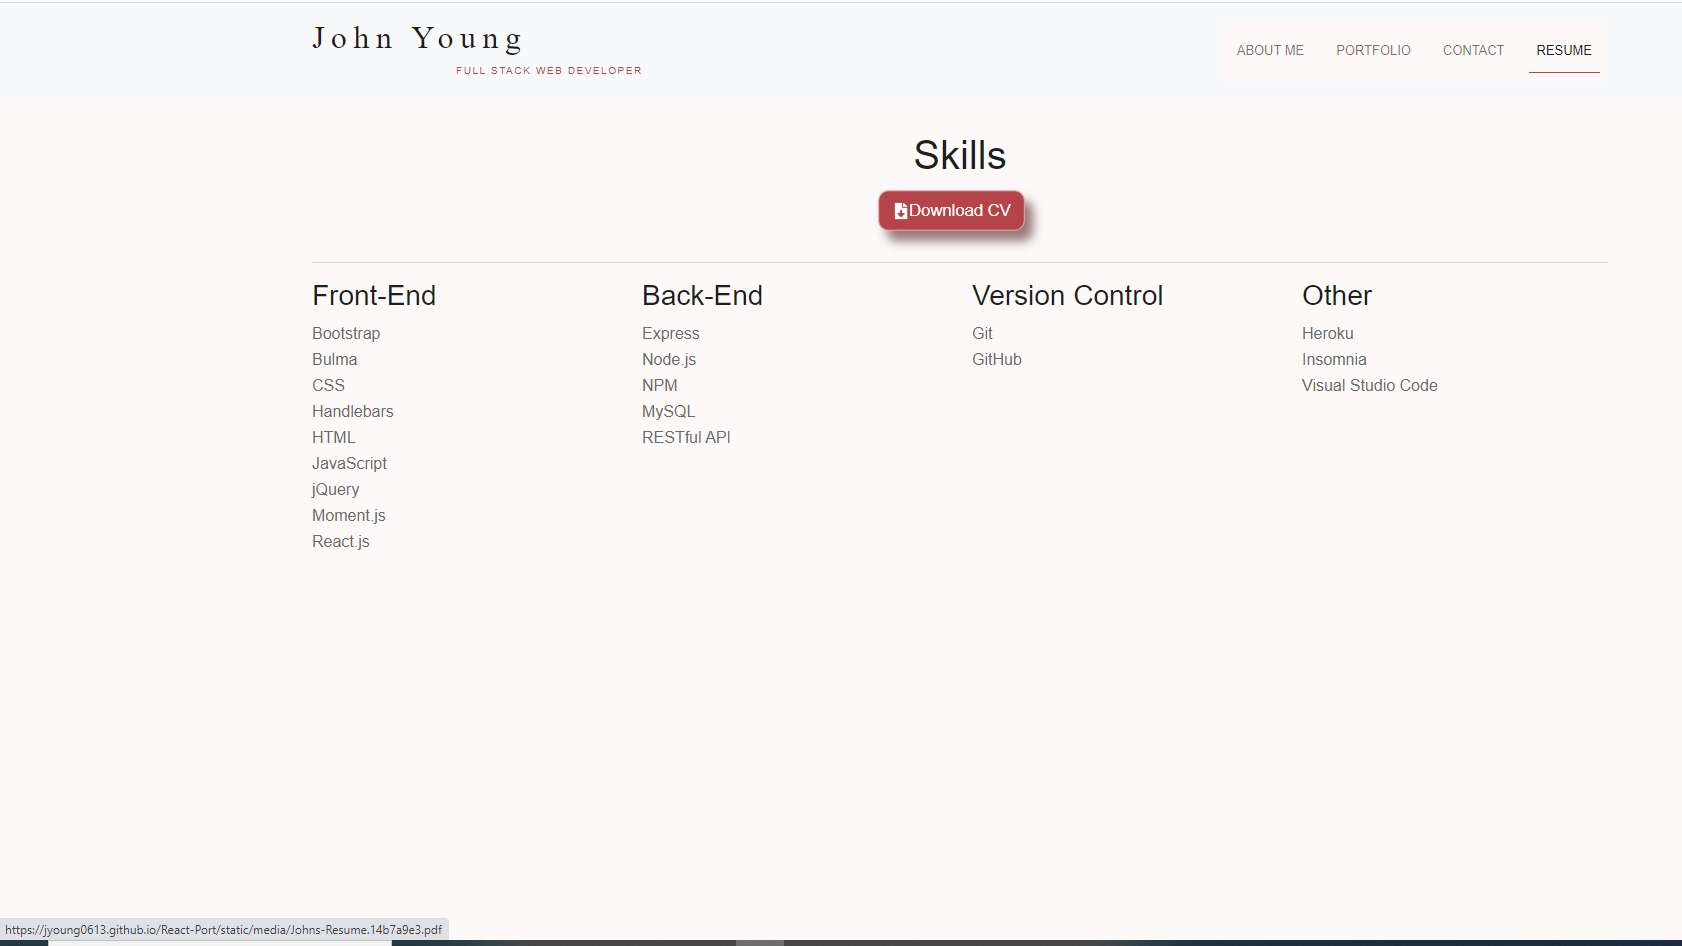 John Young
FULL STACK WEB DEVELOPER
ABOUT ME PORTFOLIO CONTACT RESUME
Skills
Download CV
Front-End
Bootstrap
Bulma
CSS
Handlebars
HTML
JavaScript
jQuery
Moment.js
React.js
Back-End
Express
Node.js
NPM
MySQL
RESTful API
Version Control
Git
GitHub
Other
Heroku
Insomnia
Visual Studio Code
https://jyoung0613.github.io/React-Port/static/media/Johns-Resume.14b7a9e3.pdf